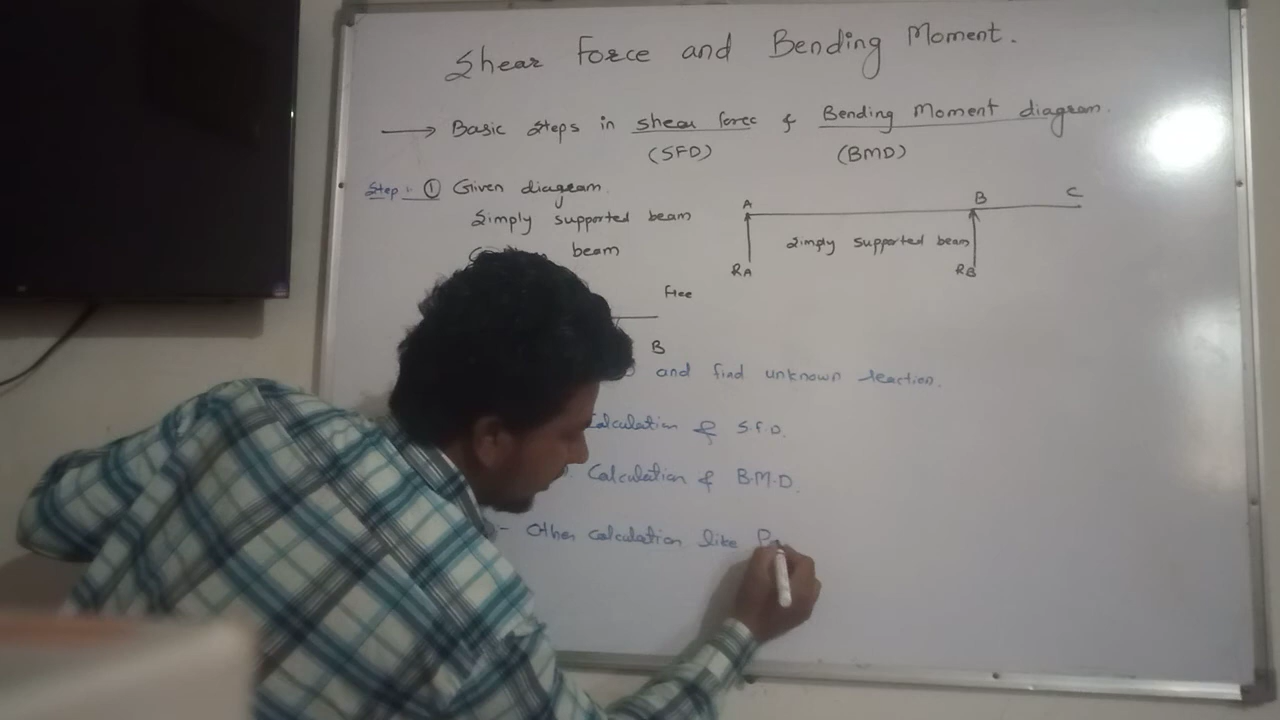 Shear Force and Bending Moment.
→ Basic Steps in shear force & Bending Moment diagram.
(SFD) (BMD)
Step:- ① Given diagram.
Simply supported beam
beam
A B C
Simply supported beam
RA RB
Free
B
and find unknown reaction.
Calculation & S.F.D.
Calculation & B.M.D.
- Other Calculation like